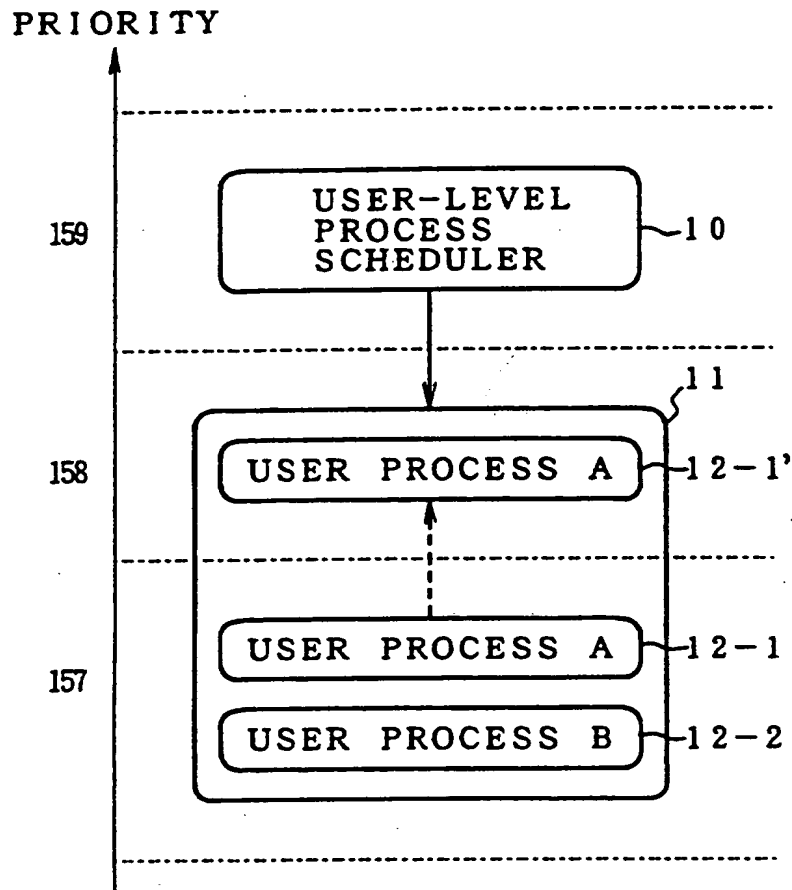 PRIORITY
159
USER-LEVEL
PROCESS
SCHEDULER
10
11
158
USER PROCESS A
12-1'
157
USER PROCESS A
12-1
USER PROCESS B
12-2